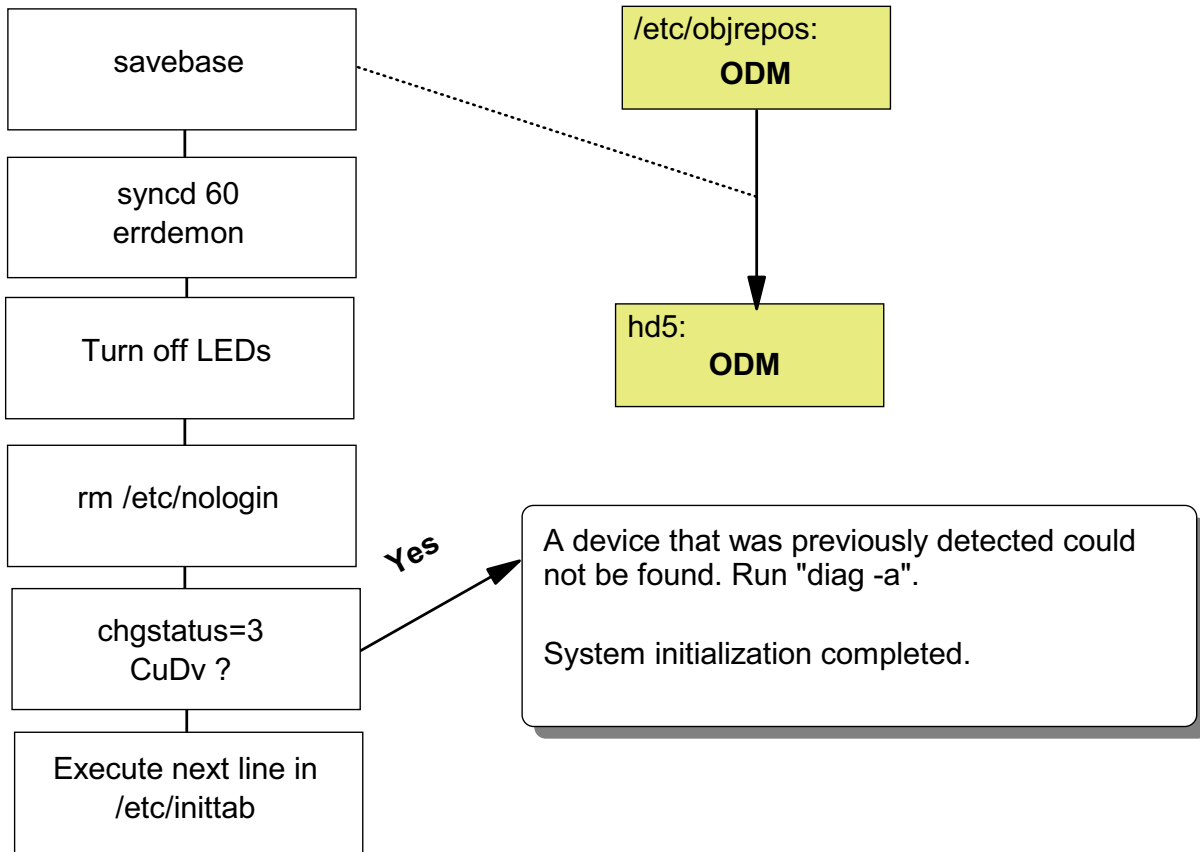 savebase
syncd 60
errdemon
Turn off LEDs
rm /etc/nologin
chgstatus=3
CuDv ?
Execute next line in
/etc/inittab
/etc/objrepos:
ODM
hd5:
ODM
Yes
A device that was previously detected could
not be found. Run "diag -a".
System initialization completed.